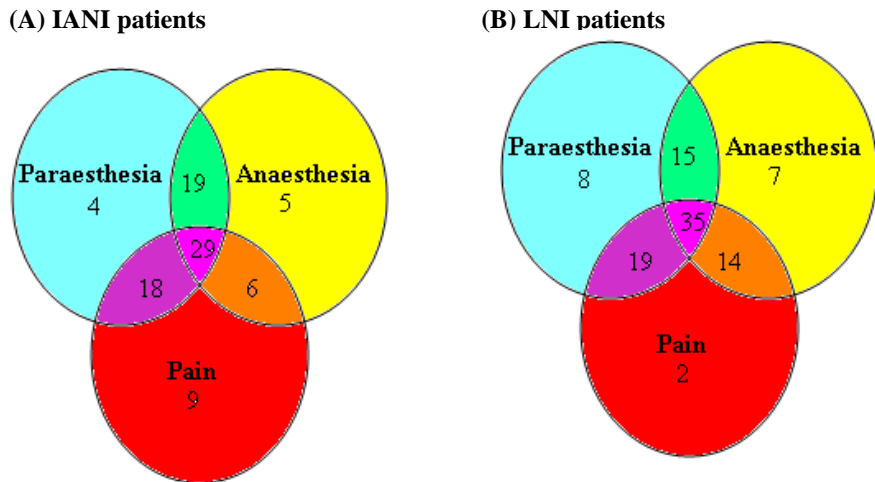 (A) IANI patients
Paraesthesia
4
19
Anaesthesia
5
29
18
6
Pain
9
(B) LNI patients
Paraesthesia
8
15
Anaesthesia
7
35
19
14
Pain
2